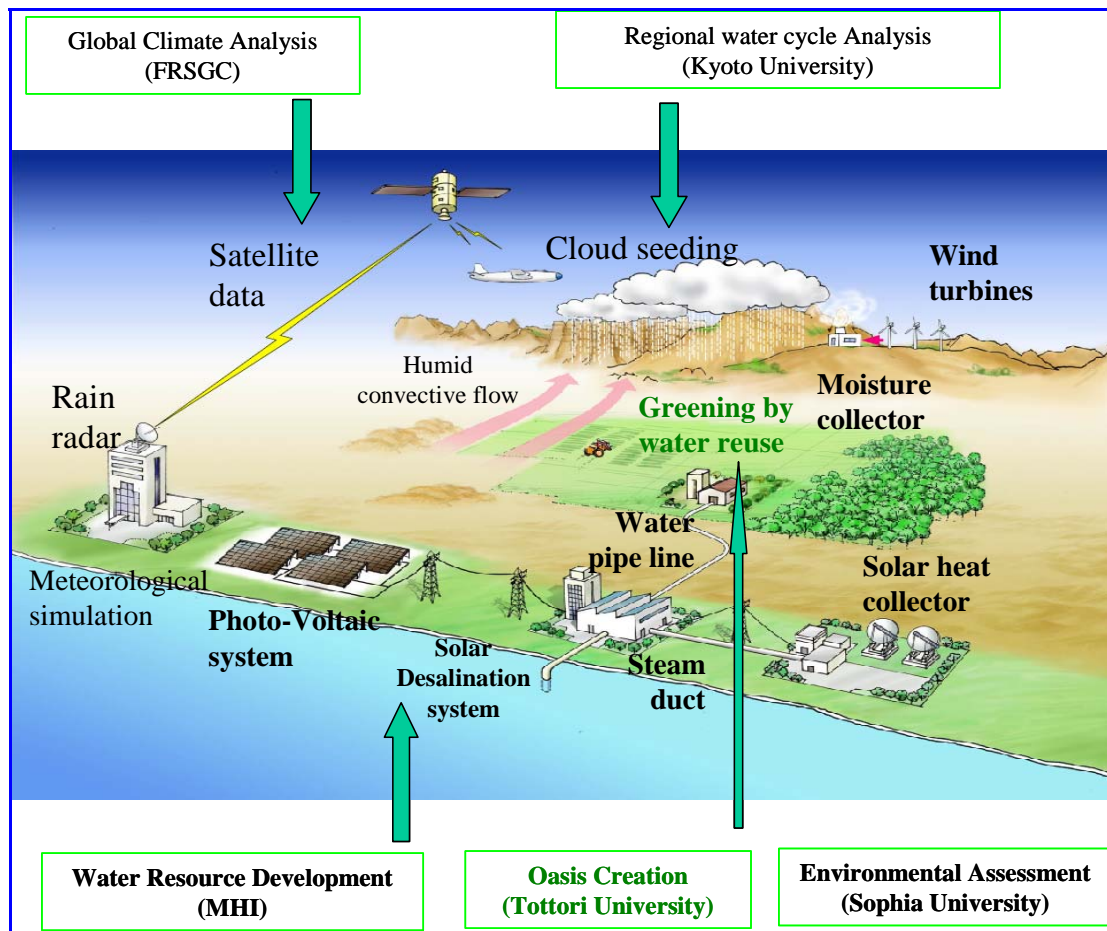 Global Climate Analysis
(FRSGC)
Regional water cycle Analysis
(Kyoto University)
Satellite
data
Cloud seeding
Wind
turbines
Humid
convective flow
Rain
radar
Moisture
collector
Greening by
water reuse
Water
pipe line
Solar heat
collector
Meteorological
simulation
Photo-Voltaic
system
Solar
Desalination
system
Steam
duct
Water Resource Development
(MHI)
Oasis Creation
(Tottori University)
Environmental Assessment
(Sophia University)